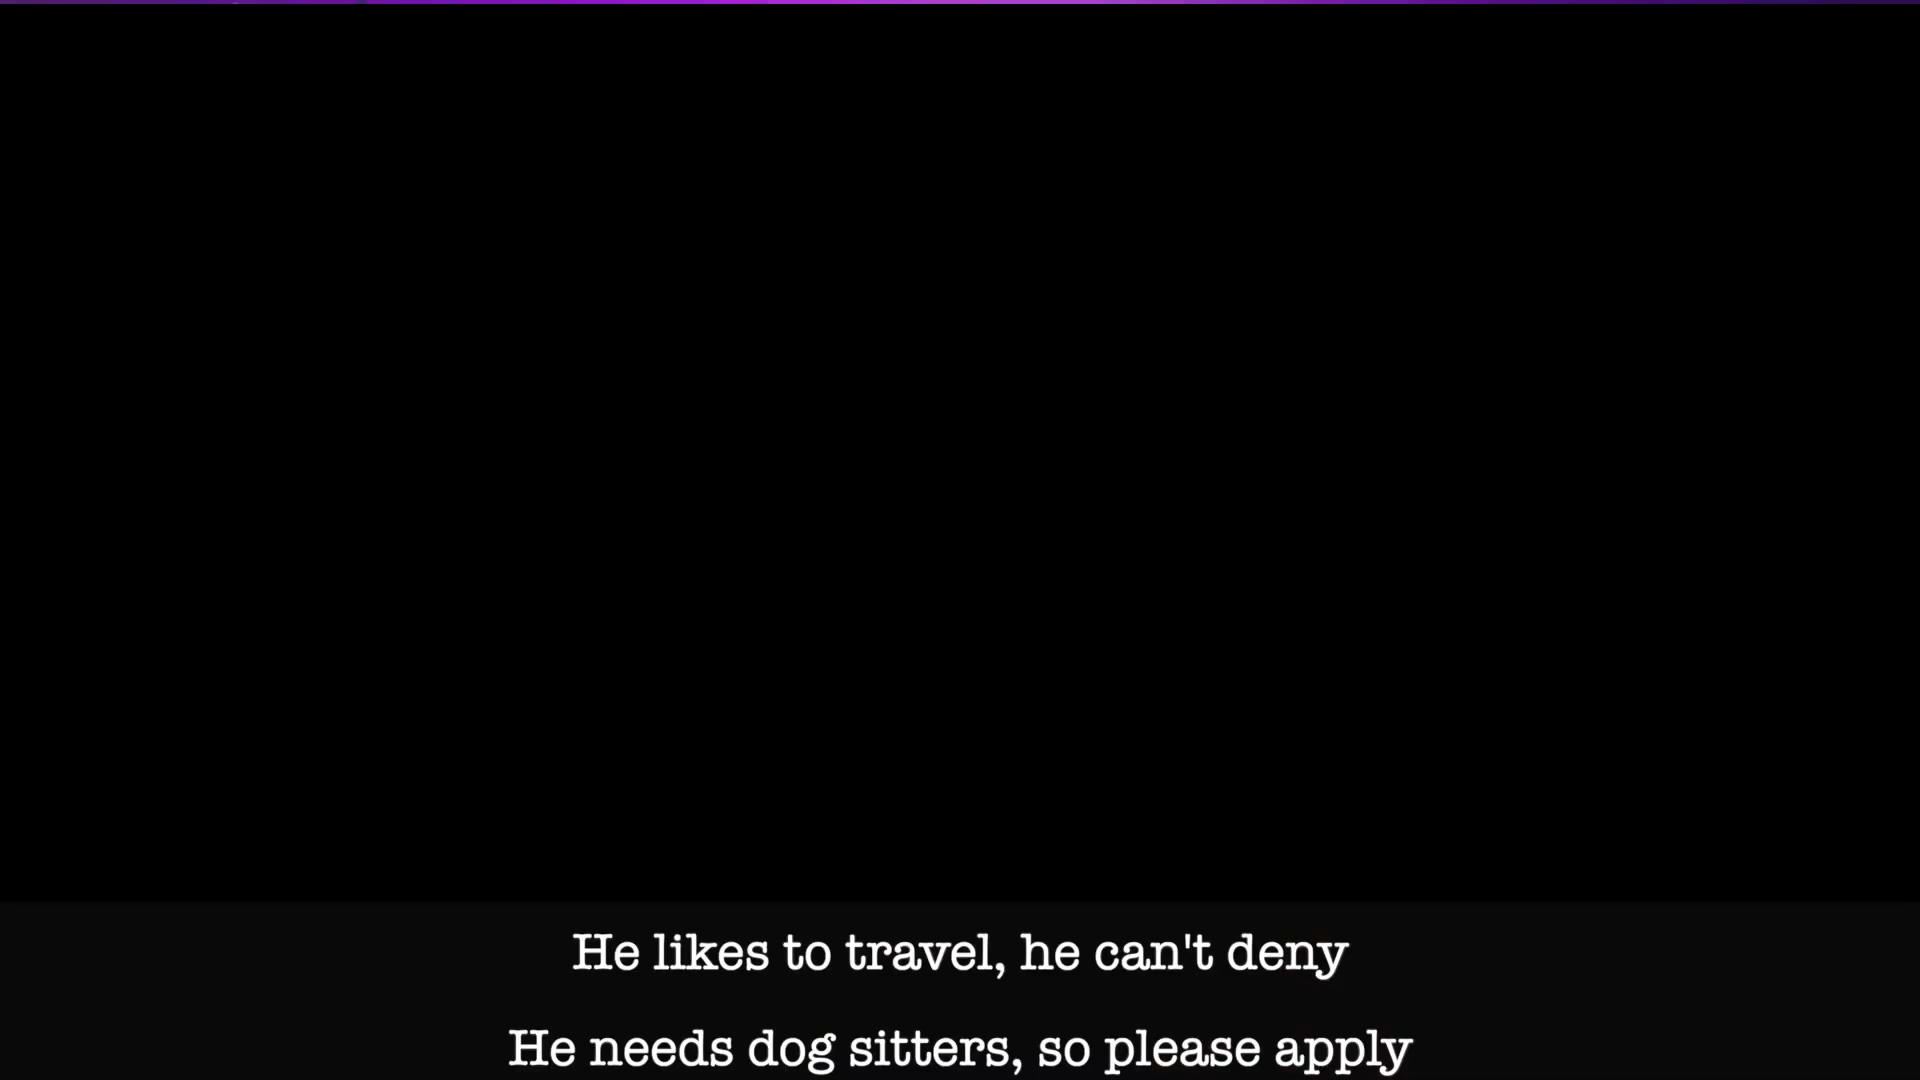 He likes to travel, he can't deny
He needs dog sitters, so please apply